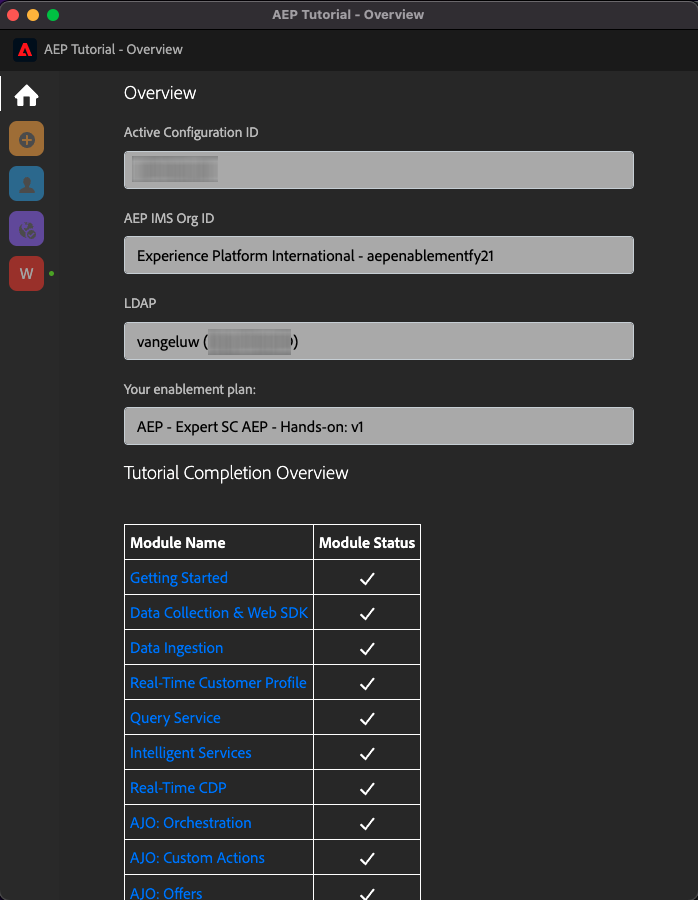 AEP Tutorial - Overview
AEP Tutorial - Overview
Overview
Active Configuration ID
AEP IMS Org ID
Experience Platform International - aepenablementfy21
LDAP
vangeluw ( )
Your enablement plan:
AEP - Expert SC AEP - Hands-on: v1
Tutorial Completion Overview
Module Name Module Status
Getting Started ✓
Data Collection & Web SDK ✓
Data Ingestion ✓
Real-Time Customer Profile ✓
Query Service ✓
Intelligent Services ✓
Real-Time CDP ✓
AJO: Orchestration ✓
AJO: Custom Actions ✓
AJO: Offers ✓
W